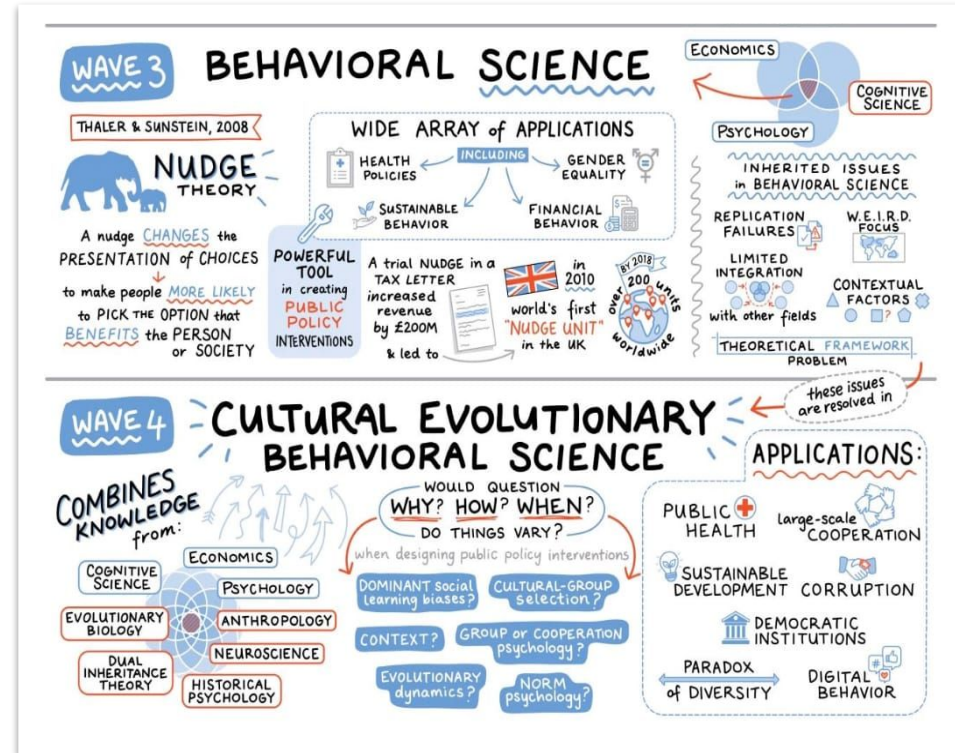 WAVE 3
BEHAVIORAL SCIENCE
ECONOMICS
COGNITIVE
SCIENCE
PSYCHOLOGY
THALER & SUNSTEIN, 2008
NUDGE
THEORY
A nudge CHANGES the
PRESENTATION of CHOICES
to make people MORE LIKELY
to PICK THE OPTION that
BENEFITS the PERSON
or SOCIETY
WIDE ARRAY of APPLICATIONS
INCLUDING
HEALTH
POLICIES
GENDER
EQUALITY
SUSTAINABLE
BEHAVIOR
FINANCIAL
BEHAVIOR
POWERFUL
TOOL
in creating
PUBLIC
POLICY
INTERVENTIONS
A trial NUDGE in a
TAX LETTER
increased
revenue
by £200M
& led to
in
2010
world's first
"NUDGE UNIT"
in the UK
BY 2018
over 200 units
worldwide
INHERITED ISSUES
in BEHAVIORAL SCIENCE
REPLICATION
FAILURES
W.E.I.R.D.
FOCUS
LIMITED
INTEGRATION
with other fields
CONTEXTUAL
FACTORS
?
THEORETICAL FRAMEWORK
PROBLEM
these issues
are resolved in
WAVE 4
CULTURAL EVOLUTIONARY
BEHAVIORAL SCIENCE
COMBINES
KNOWLEDGE
from:
ECONOMICS
COGNITIVE
SCIENCE
PSYCHOLOGY
EVOLUTIONARY
BIOLOGY
ANTHROPOLOGY
NEUROSCIENCE
DUAL
INHERITANCE
THEORY
HISTORICAL
PSYCHOLOGY
WOULD QUESTION
WHY? HOW? WHEN?
DO THINGS VARY?
when designing public policy interventions
DOMINANT social
learning biases?
CULTURAL-GROUP
selection?
CONTEXT?
GROUP or COOPERATION
psychology?
EVOLUTIONARY
dynamics?
NORM
psychology?
APPLICATIONS:
PUBLIC
HEALTH
large-scale
COOPERATION
SUSTAINABLE
DEVELOPMENT
CORRUPTION
DEMOCRATIC
INSTITUTIONS
PARADOX
of DIVERSITY
DIGITAL
BEHAVIOR
#